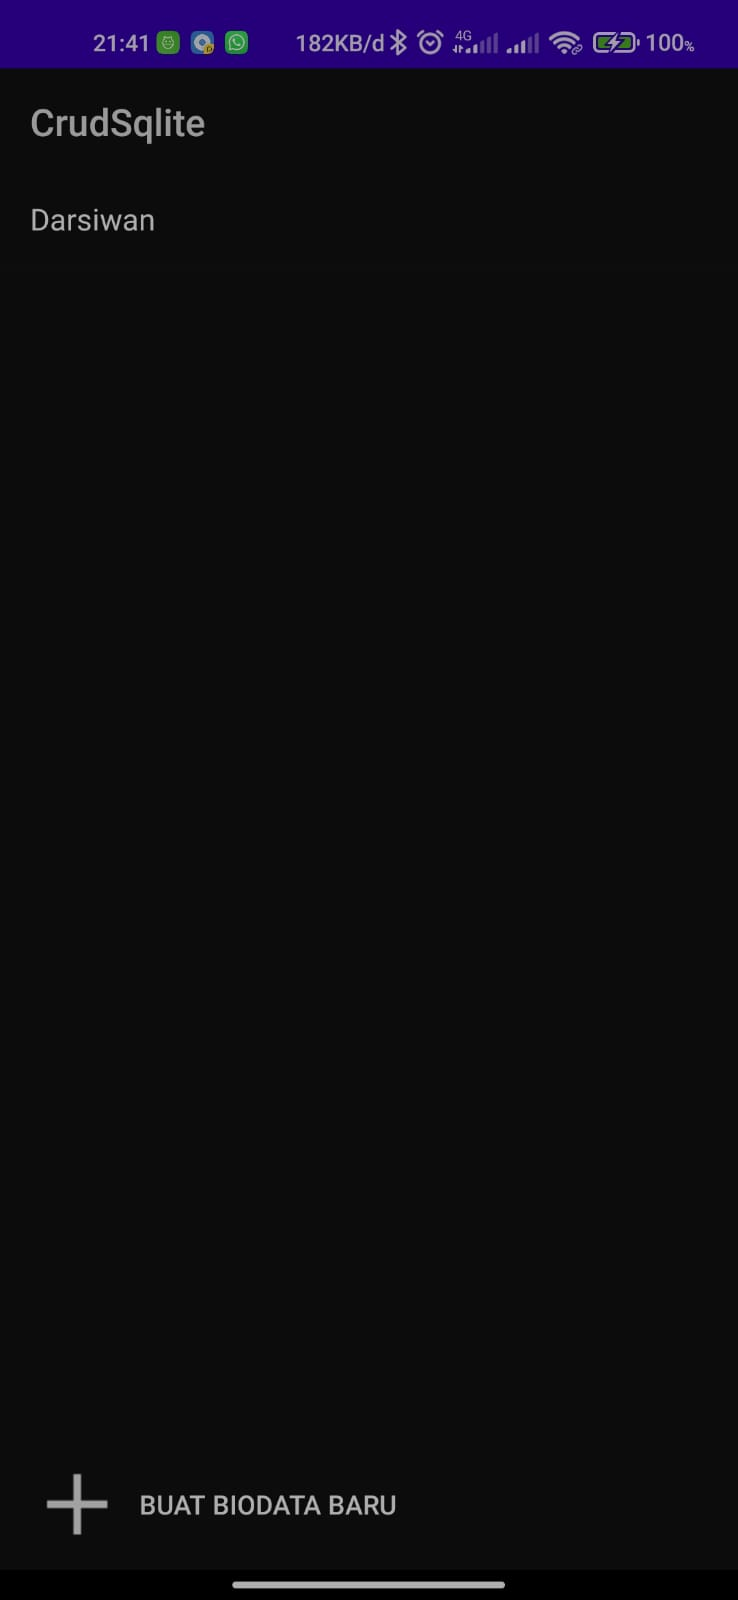 21:41 182KB/d 4G 100%
CrudSqlite
Darsiwan
BUAT BIODATA BARU